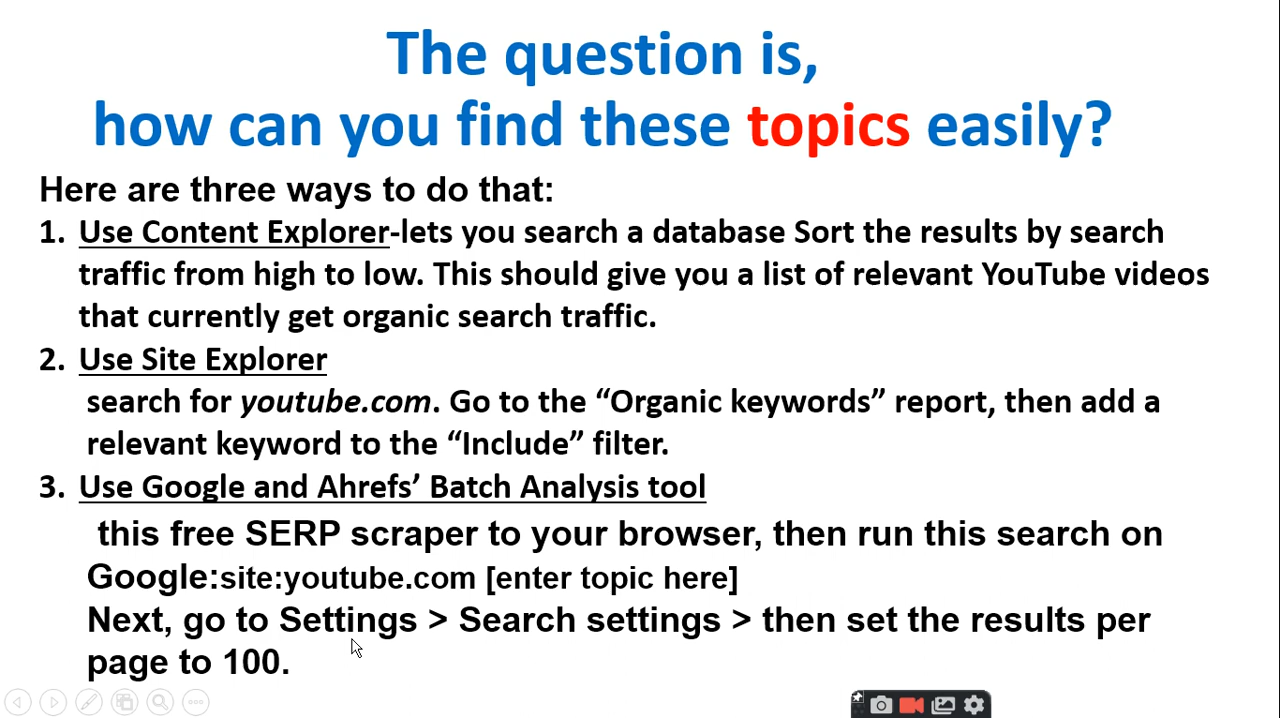 The question is,
how can you find these topics easily?
Here are three ways to do that:
1. Use Content Explorer-lets you search a database Sort the results by search
traffic from high to low. This should give you a list of relevant YouTube videos
that currently get organic search traffic.
2. Use Site Explorer
search for youtube.com. Go to the “Organic keywords” report, then add a
relevant keyword to the “Include” filter.
3. Use Google and Ahrefs’ Batch Analysis tool
this free SERP scraper to your browser, then run this search on
Google:site:youtube.com [enter topic here]
Next, go to Settings > Search settings > then set the results per
page to 100.